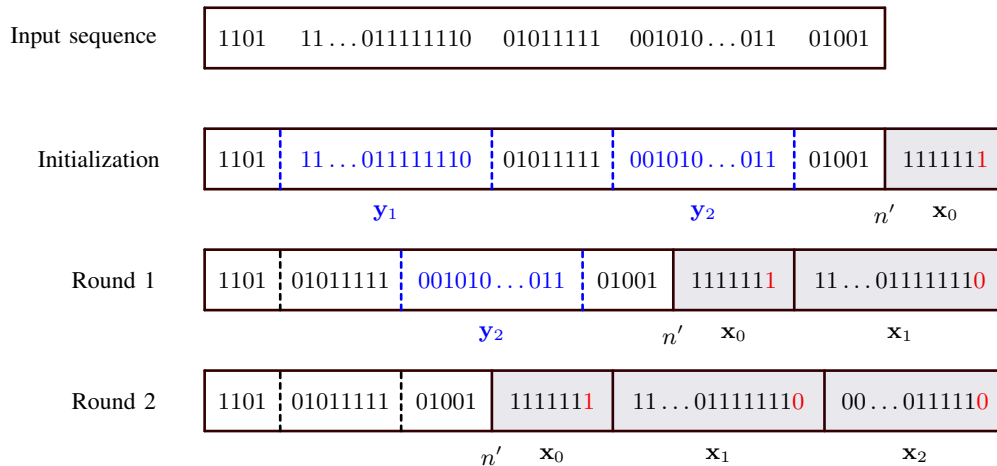 Input sequence 1101 11...011111110 01011111 001010...011 01001
Initialization 1101 11...011111110 01011111 001010...011 01001 1111111
y₁ y₂ n′ x₀
Round 1 1101 01011111 001010...011 01001 1111111 11...011111110
y₂ n′ x₀ x₁
Round 2 1101 01011111 01001 1111111 11...011111110 00...0111110
n′ x₀ x₁ x₂